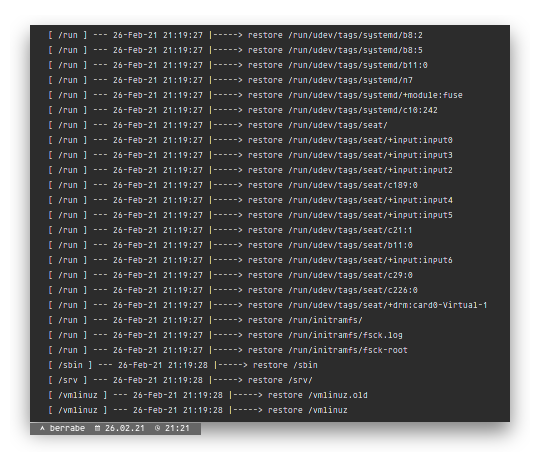 [ /run ] --- 26-Feb-21 21:19:27 |-----> restore /run/udev/tags/systemd/b8:2
[ /run ] --- 26-Feb-21 21:19:27 |-----> restore /run/udev/tags/systemd/b8:5
[ /run ] --- 26-Feb-21 21:19:27 |-----> restore /run/udev/tags/systemd/b11:0
[ /run ] --- 26-Feb-21 21:19:27 |-----> restore /run/udev/tags/systemd/n7
[ /run ] --- 26-Feb-21 21:19:27 |-----> restore /run/udev/tags/systemd/+module:fuse
[ /run ] --- 26-Feb-21 21:19:27 |-----> restore /run/udev/tags/systemd/c10:242
[ /run ] --- 26-Feb-21 21:19:27 |-----> restore /run/udev/tags/seat/
[ /run ] --- 26-Feb-21 21:19:27 |-----> restore /run/udev/tags/seat/+input:input0
[ /run ] --- 26-Feb-21 21:19:27 |-----> restore /run/udev/tags/seat/+input:input3
[ /run ] --- 26-Feb-21 21:19:27 |-----> restore /run/udev/tags/seat/+input:input2
[ /run ] --- 26-Feb-21 21:19:27 |-----> restore /run/udev/tags/seat/c189:0
[ /run ] --- 26-Feb-21 21:19:27 |-----> restore /run/udev/tags/seat/+input:input4
[ /run ] --- 26-Feb-21 21:19:27 |-----> restore /run/udev/tags/seat/+input:input5
[ /run ] --- 26-Feb-21 21:19:27 |-----> restore /run/udev/tags/seat/c21:1
[ /run ] --- 26-Feb-21 21:19:27 |-----> restore /run/udev/tags/seat/b11:0
[ /run ] --- 26-Feb-21 21:19:27 |-----> restore /run/udev/tags/seat/+input:input6
[ /run ] --- 26-Feb-21 21:19:27 |-----> restore /run/udev/tags/seat/c29:0
[ /run ] --- 26-Feb-21 21:19:27 |-----> restore /run/udev/tags/seat/c226:0
[ /run ] --- 26-Feb-21 21:19:27 |-----> restore /run/udev/tags/seat/+drm:card0-Virtual-1
[ /run ] --- 26-Feb-21 21:19:27 |-----> restore /run/initramfs/
[ /run ] --- 26-Feb-21 21:19:27 |-----> restore /run/initramfs/fsck.log
[ /run ] --- 26-Feb-21 21:19:27 |-----> restore /run/initramfs/fsck-root
[ /sbin ] --- 26-Feb-21 21:19:28 |-----> restore /sbin
[ /srv ] --- 26-Feb-21 21:19:28 |-----> restore /srv/
[ /vmlinuz ] --- 26-Feb-21 21:19:28 |-----> restore /vmlinuz.old
[ /vmlinuz ] --- 26-Feb-21 21:19:28 |-----> restore /vmlinuz
berrabe 26.02.21 21:21